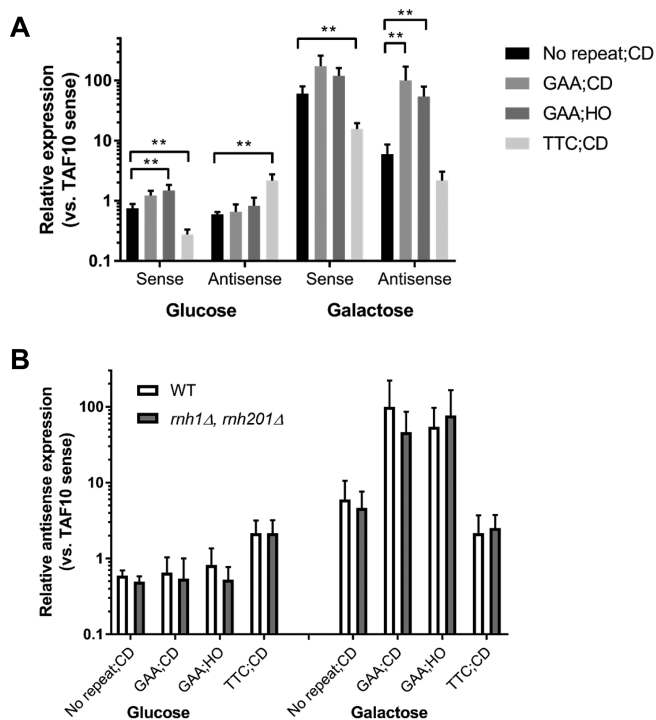 A
Relative expression
(vs. TAF10 sense)
100
10
1
0.1
** ** ** ** ** **
No repeat;CD
GAA;CD
GAA;HO
TTC;CD
Sense Antisense Sense Antisense
Glucose Galactose
B
Relative antisense expression
(vs. TAF10 sense)
WT
rnh1Δ, rnh201Δ
100
10
1
0.1
No repeat;CD GAA;CD GAA;HO TTC;CD No repeat;CD GAA;CD GAA;HO TTC;CD
Glucose Galactose